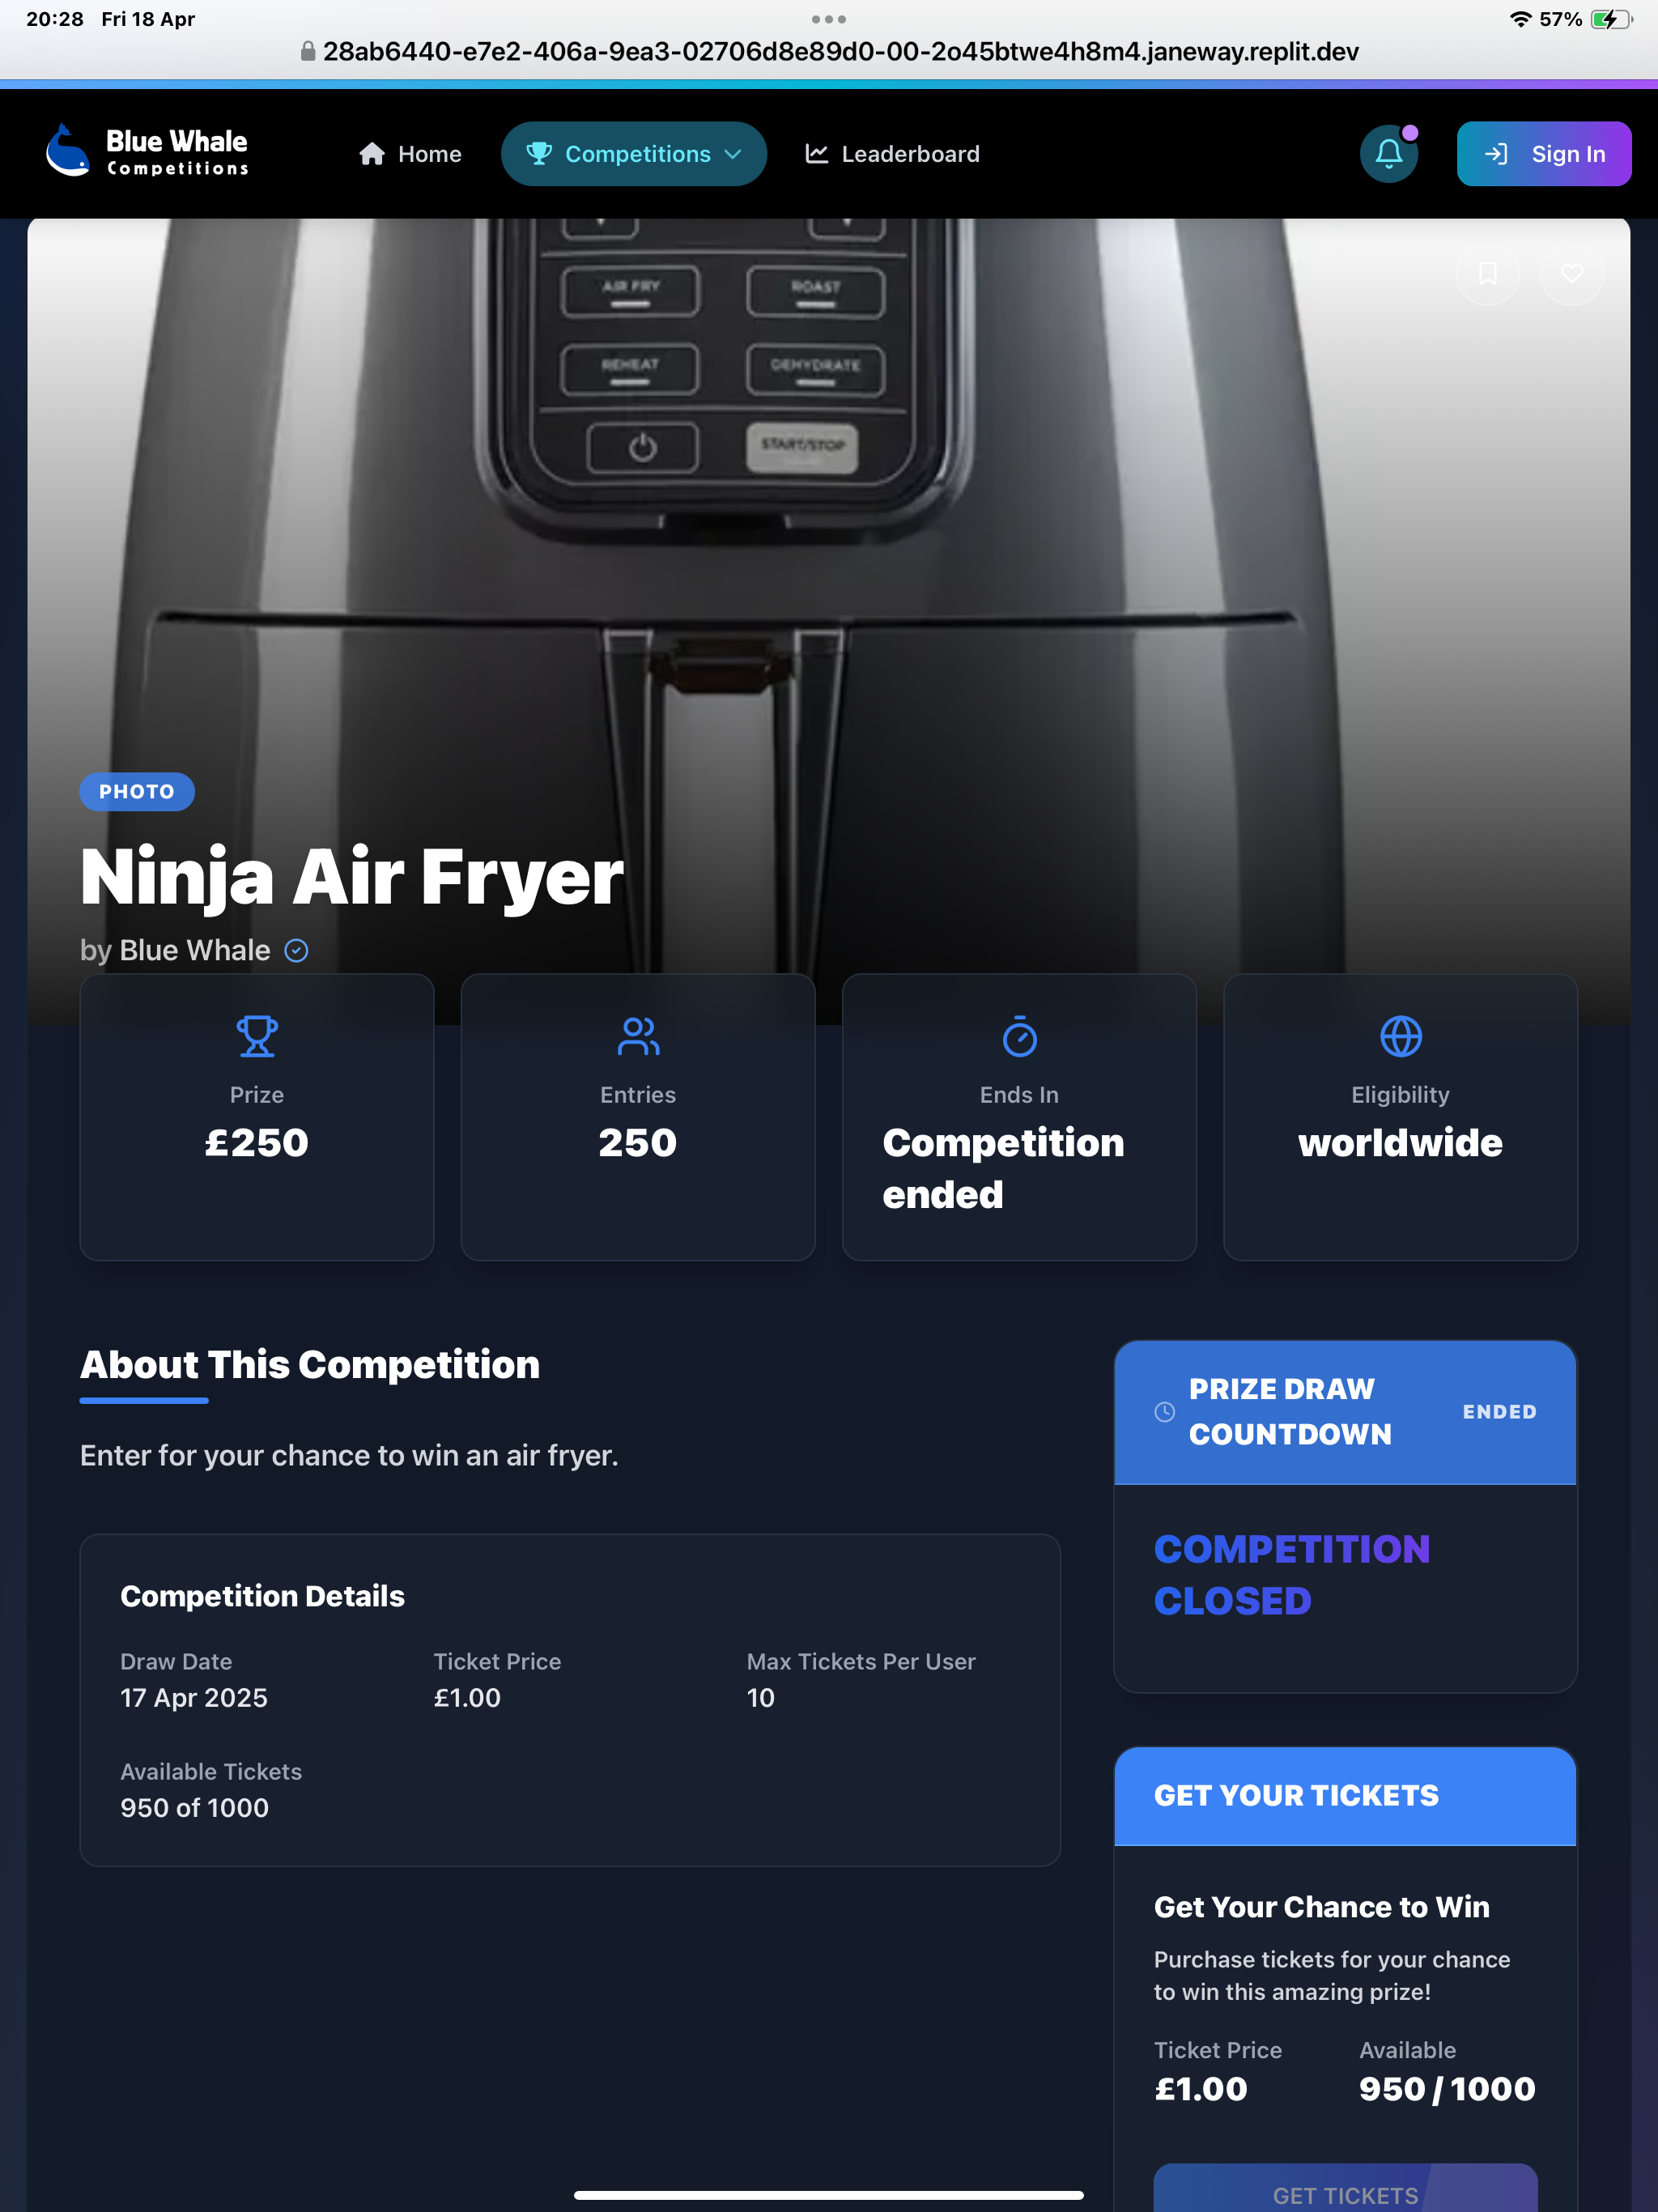 20:28 Fri 18 Apr
57%
28ab6440-e7e2-406a-9ea3-02706d8e89d0-00-2o45btwe4h8m4.janeway.replit.dev
Blue Whale
Competitions
Home
Competitions
Leaderboard
Sign In
AIR FRY
ROAST
REHEAT
DEHYDRATE
START/STOP
PHOTO
Ninja Air Fryer
by Blue Whale
Prize
£250
Entries
250
Ends In
Competition
ended
Eligibility
worldwide
About This Competition
Enter for your chance to win an air fryer.
Competition Details
Draw Date
17 Apr 2025
Ticket Price
£1.00
Max Tickets Per User
10
Available Tickets
950 of 1000
PRIZE DRAW
COUNTDOWN
ENDED
COMPETITION
CLOSED
GET YOUR TICKETS
Get Your Chance to Win
Purchase tickets for your chance
to win this amazing prize!
Ticket Price
£1.00
Available
950 / 1000
GET TICKETS